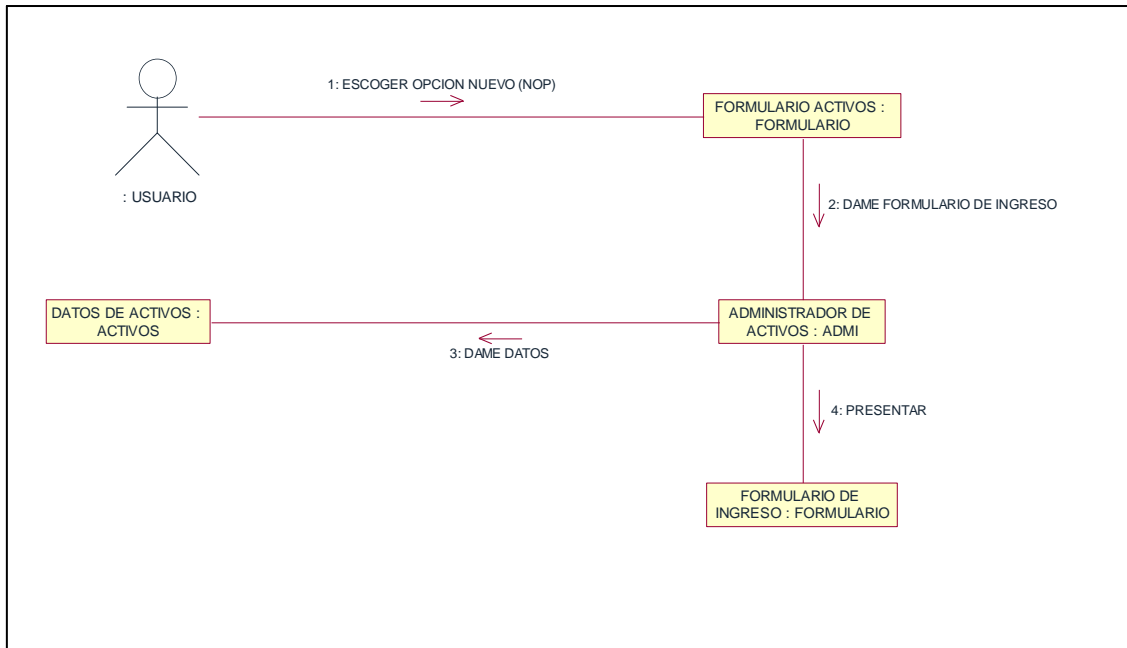 1: ESCOGER OPCION NUEVO (NOP)
FORMULARIO ACTIVOS :
FORMULARIO
: USUARIO
2: DAME FORMULARIO DE INGRESO
DATOS DE ACTIVOS :
ACTIVOS
ADMINISTRADOR DE
ACTIVOS : ADMI
3: DAME DATOS
4: PRESENTAR
FORMULARIO DE
INGRESO : FORMULARIO